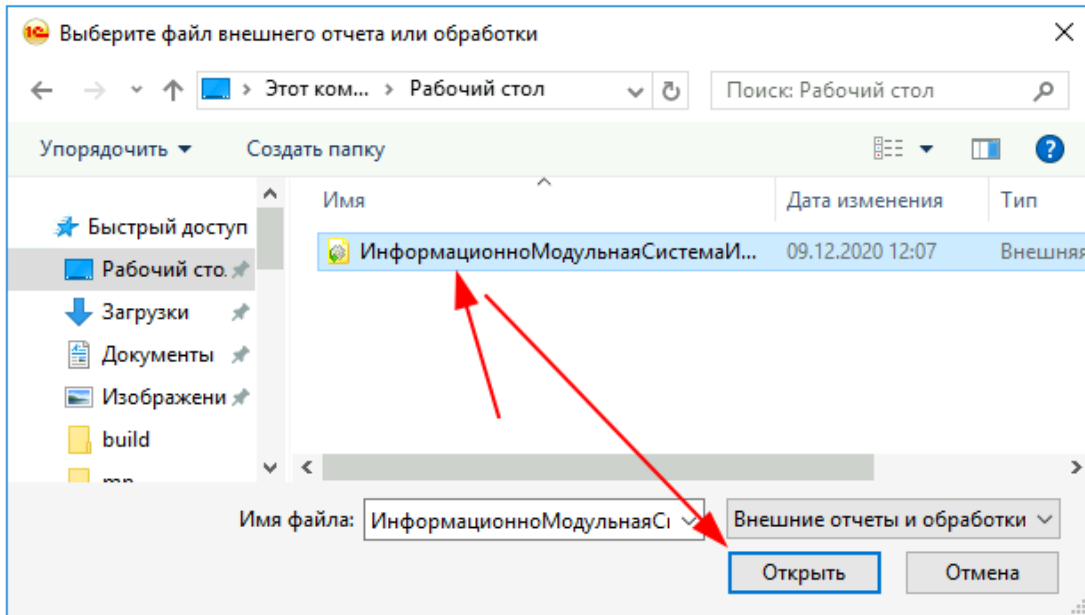 1С Выберите файл внешнего отчета или обработки
Этот ком... › Рабочий стол
Поиск: Рабочий стол
Упорядочить
Создать папку
Имя
Дата изменения
Тип
Быстрый доступ
ИнформационноМодульнаяСистемаИ...
09.12.2020 12:07
Внешняя
Рабочий сто.
Загрузки
Документы
Изображени
build
Имя файла:
ИнформационноМодульнаяСи
Внешние отчеты и обработки
Открыть
Отмена